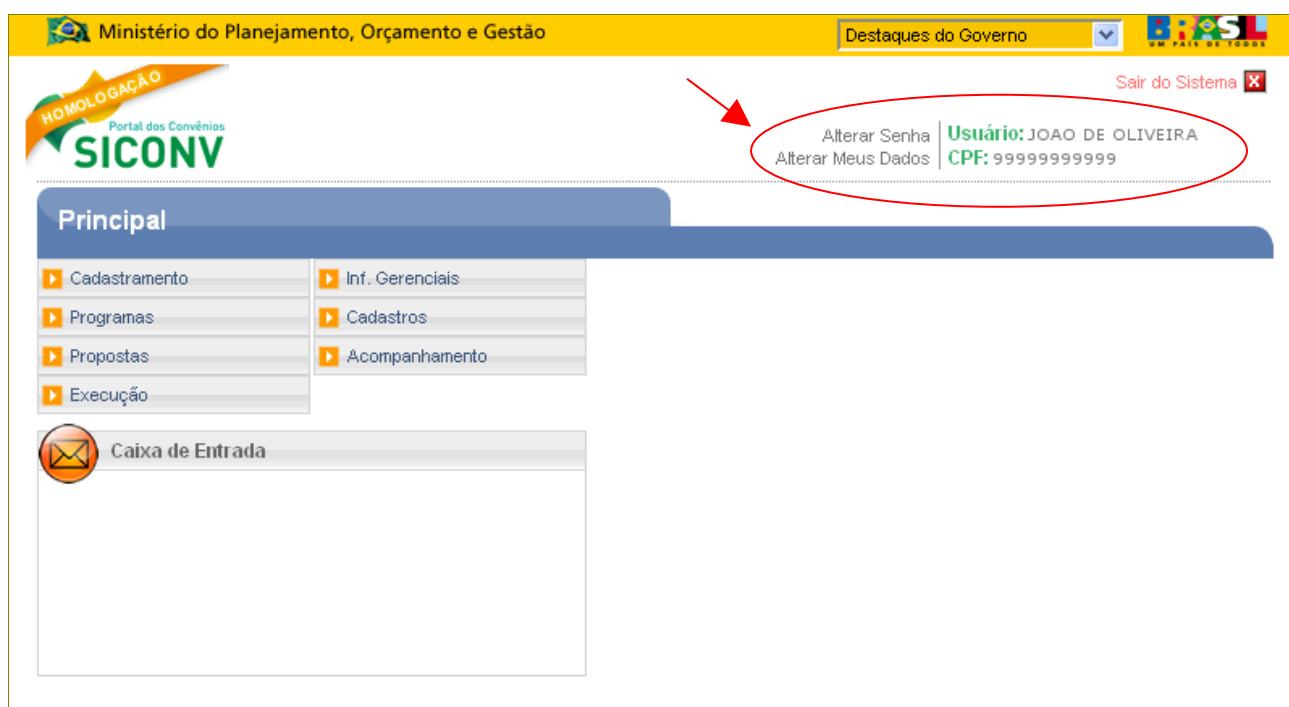 Ministério do Planejamento, Orçamento e Gestão
Destaques do Governo
BRASIL
UM PAÍS DE TODOS
Sair do Sistema
HOMOLOGAÇÃO
Portal dos Convênios
SICONV
Alterar Senha
Usuário: JOAO DE OLIVEIRA
Alterar Meus Dados
CPF: 99999999999
Principal
Cadastramento
Inf. Gerenciais
Programas
Cadastros
Propostas
Acompanhamento
Execução
Caixa de Entrada